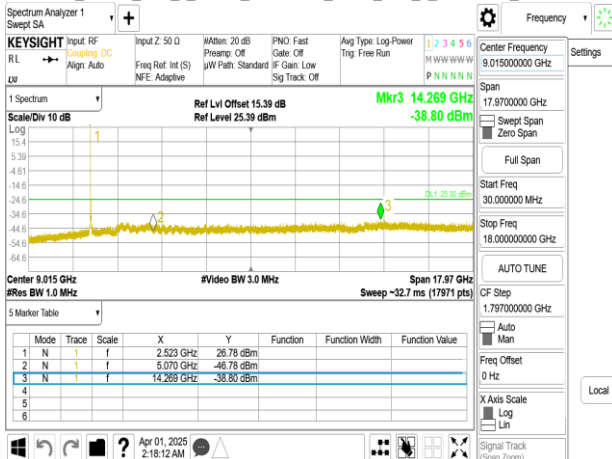 Spectrum Analyzer 1
Swept SA
Frequency
KEYSIGHT
RL
Input: RF
Coupling: DC
Align: Auto
Input Z: 50 Ω
Freq Ref: Int (S)
NFE: Adaptive
#Atten: 20 dB
Preamp: Off
µW Path: Standard
PNO: Fast
Gate: Off
IF Gain: Low
Sig Track: Off
Avg Type: Log-Power
Trig: Free Run
1 2 3 4 5 6
M W W W W W
P N N N N N
1 Spectrum
Scale/Div 10 dB
Ref Lvl Offset 15.39 dB
Ref Level 25.39 dBm
Mkr3 14.269 GHz
-38.80 dBm
Log
15.4
5.39
-4.61
-14.6
-24.6
-34.6
-44.6
-54.6
-64.6
1
2
3
DL1 -25.00 dBm
Center 9.015 GHz
#Res BW 1.0 MHz
#Video BW 3.0 MHz
Span 17.97 GHz
Sweep ~32.7 ms (17971 pts)
5 Marker Table
Mode Trace Scale X Y Function Function Width Function Value
1 N 1 f 2.523 GHz 26.78 dBm
2 N 1 f 5.070 GHz -46.78 dBm
3 N 1 f 14.269 GHz -38.80 dBm
4
5
6
Apr 01, 2025
2:18:12 AM
Center Frequency
9.015000000 GHz
Span
17.9700000 GHz
Swept Span
Zero Span
Full Span
Start Freq
30.000000 MHz
Stop Freq
18.000000000 GHz
AUTO TUNE
CF Step
1.797000000 GHz
Auto
Man
Freq Offset
0 Hz
X Axis Scale
Log
Lin
Signal Track
(Span Zoom)
Settings
Local